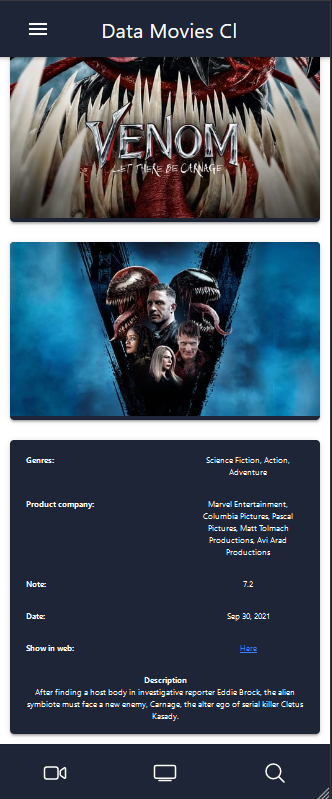 Data Movies Cl
VENOM
LET THERE BE CARNAGE
Genres:
Science Fiction, Action,
Adventure
Product company:
Marvel Entertainment,
Columbia Pictures, Pascal
Pictures, Matt Tolmach
Productions, Avi Arad
Productions
Note:
7.2
Date:
Sep 30, 2021
Show in web:
Here
Description
After finding a host body in investigative reporter Eddie Brock, the alien
symbiote must face a new enemy, Carnage, the alter ego of serial killer Cletus
Kasady.